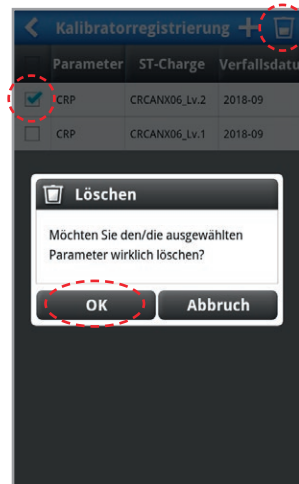 Kalibratorregistrierung
Parameter ST-Charge Verfallsdatu
CRP CRCANX06_Lv.2 2018-09
CRP CRCANX06_Lv.1 2018-09
Löschen
Möchten Sie den/die ausgewählten
Parameter wirklich löschen?
OK Abbruch